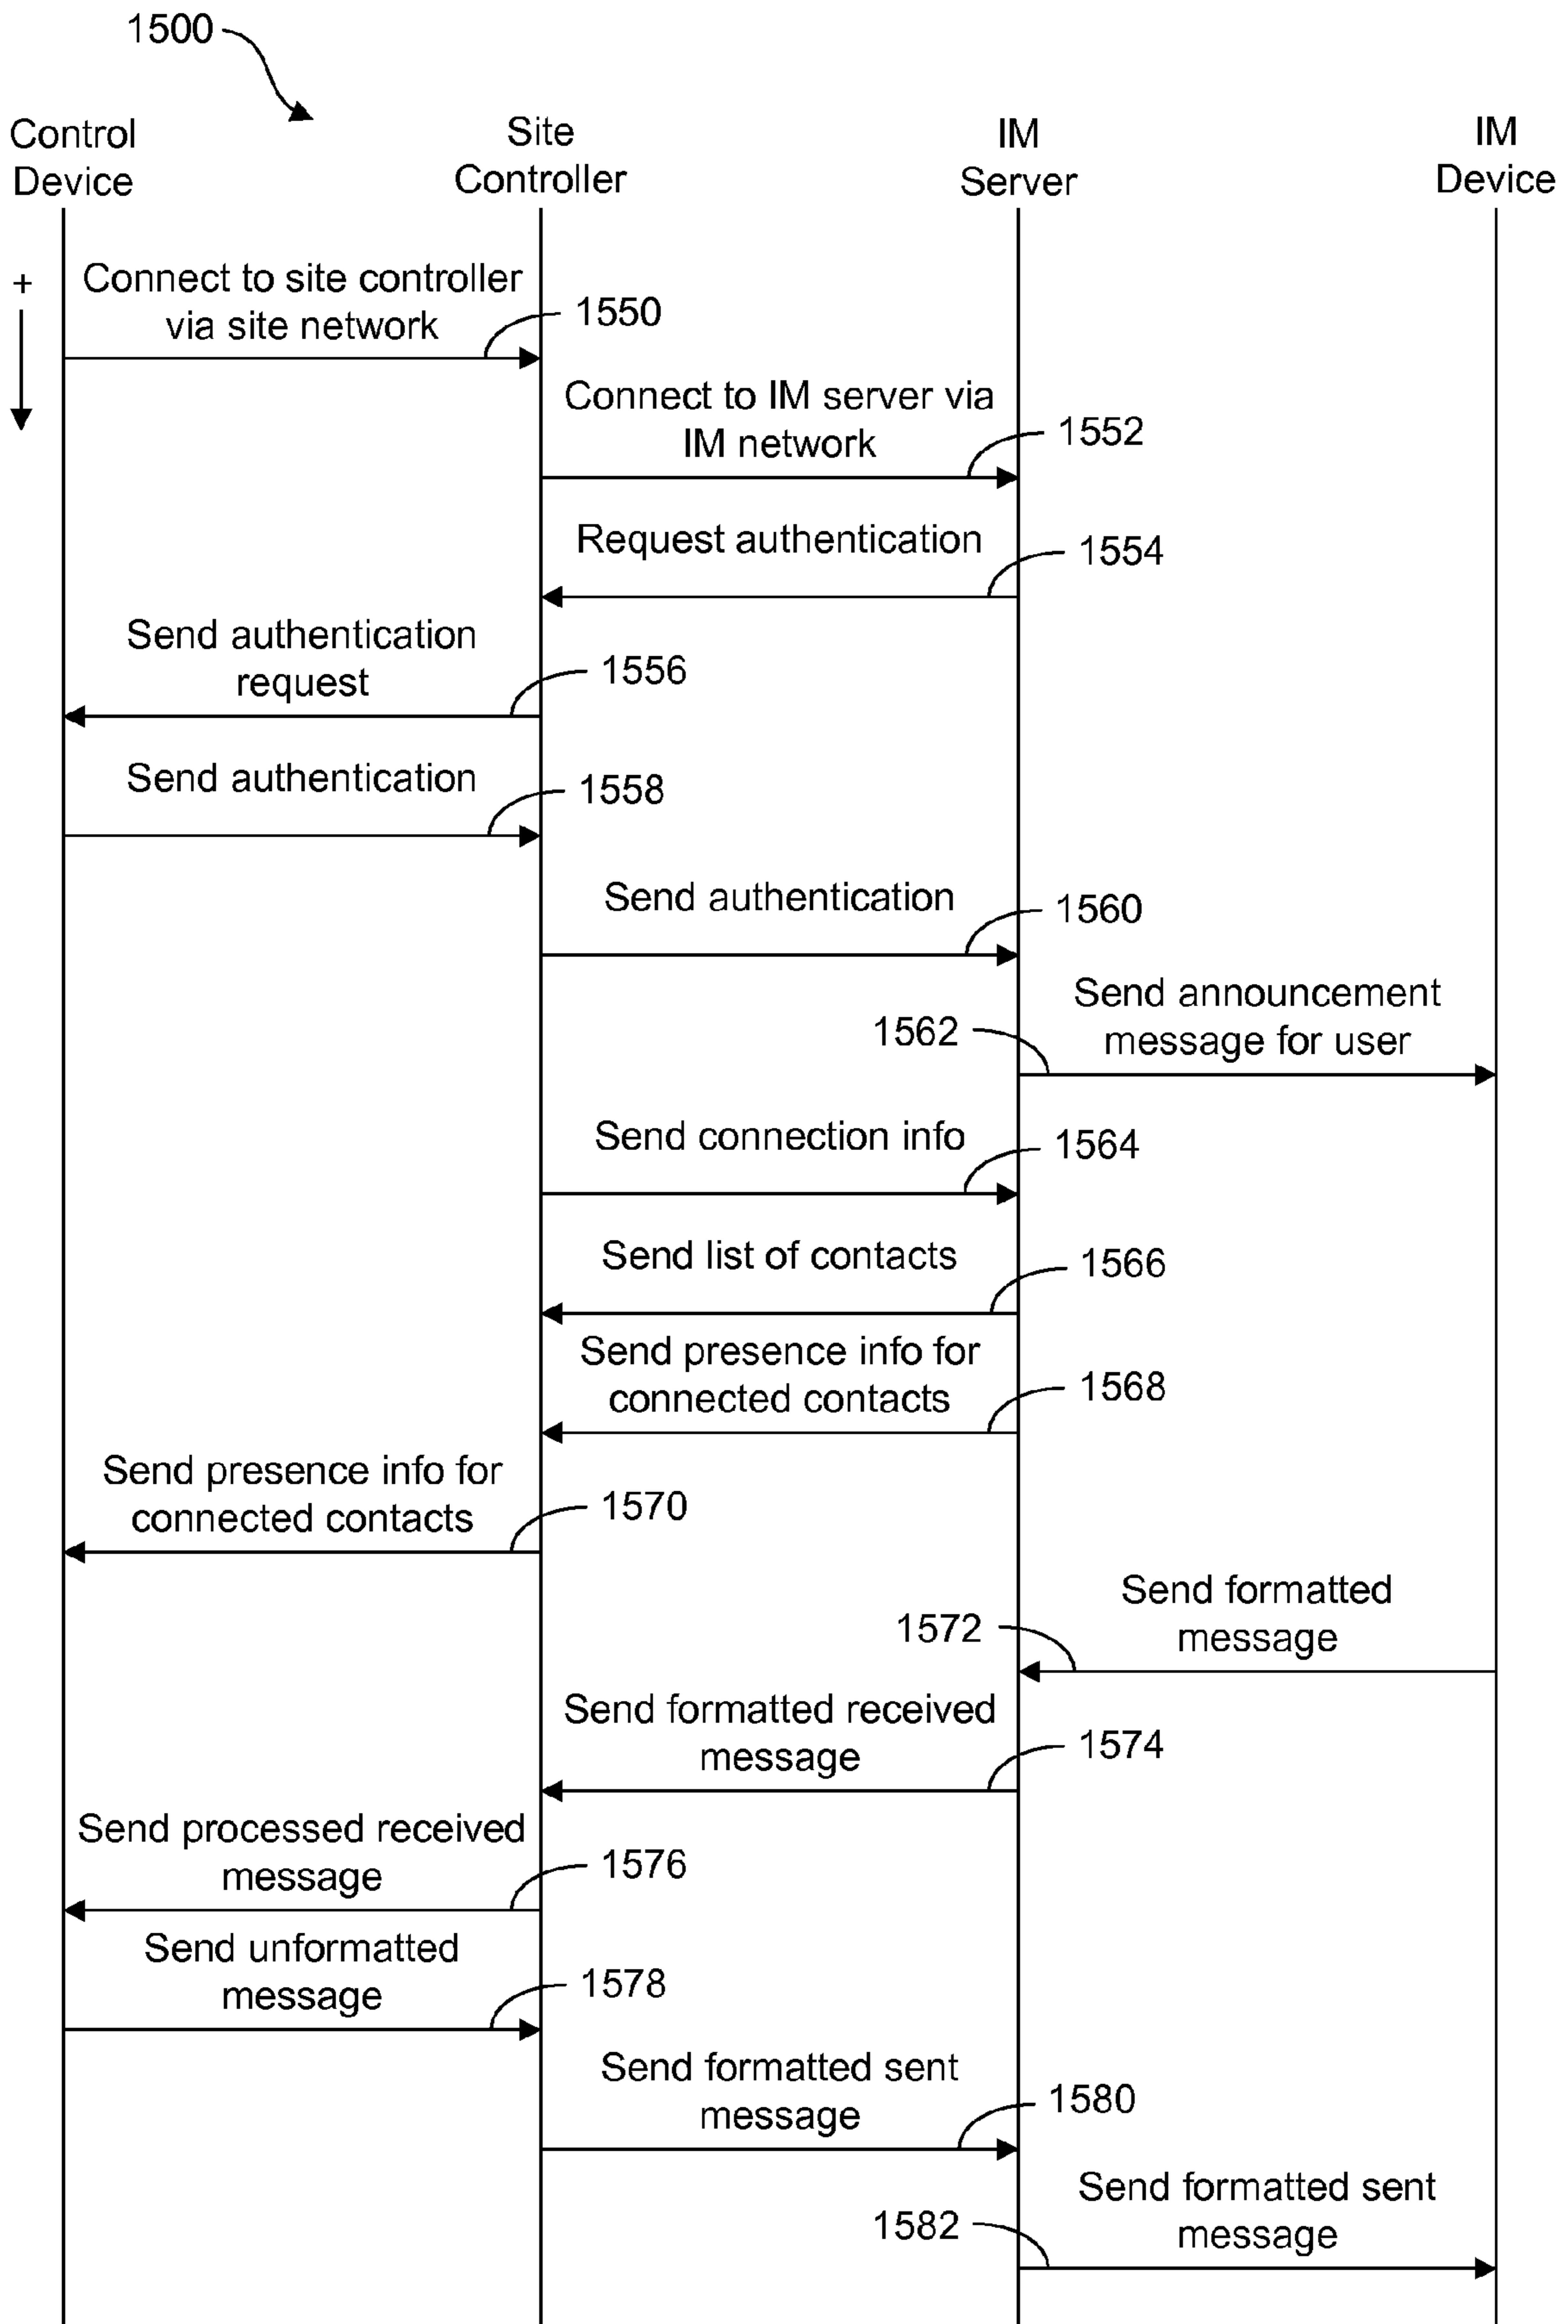 1500
Control
Device
Site
Controller
IM
Server
IM
Device
+
Connect to site controller
via site network
1550
Connect to IM server via
IM network
1552
Request authentication
1554
Send authentication
request
1556
Send authentication
1558
Send authentication
1560
Send announcement
message for user
1562
Send connection info
1564
Send list of contacts
1566
Send presence info for
connected contacts
1568
Send presence info for
connected contacts
1570
Send formatted
message
1572
Send formatted received
message
1574
Send processed received
message
1576
Send unformatted
message
1578
Send formatted sent
message
1580
Send formatted sent
message
1582